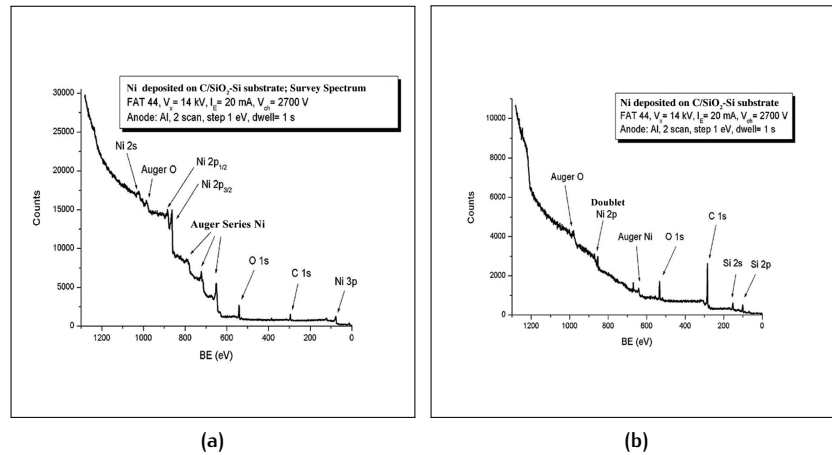 Ni deposited on C/SiO2-Si substrate; Survey Spectrum
FAT 44, Vx= 14 kV, IE= 20 mA, Vch= 2700 V
Anode: Al, 2 scan, step 1 eV, dwell= 1 s
30000
25000
20000
15000
10000
5000
0
Counts
Ni 2s
Auger O
Ni 2p1/2
Ni 2p3/2
Auger Series Ni
O 1s
C 1s
Ni 3p
1200 1000 800 600 400 200 0
BE (eV)
(a)
Ni deposited on C/SiO2-Si substrate
FAT 44, Vx= 14 kV, IE= 20 mA, Vch= 2700 V
Anode: Al, 2 scan, step 1 eV, dwell= 1 s
10000
8000
6000
4000
2000
0
Counts
Auger O
Doublet
Ni 2p
Auger Ni
O 1s
C 1s
Si 2s
Si 2p
1200 1000 800 600 400 200 0
BE (eV)
(b)